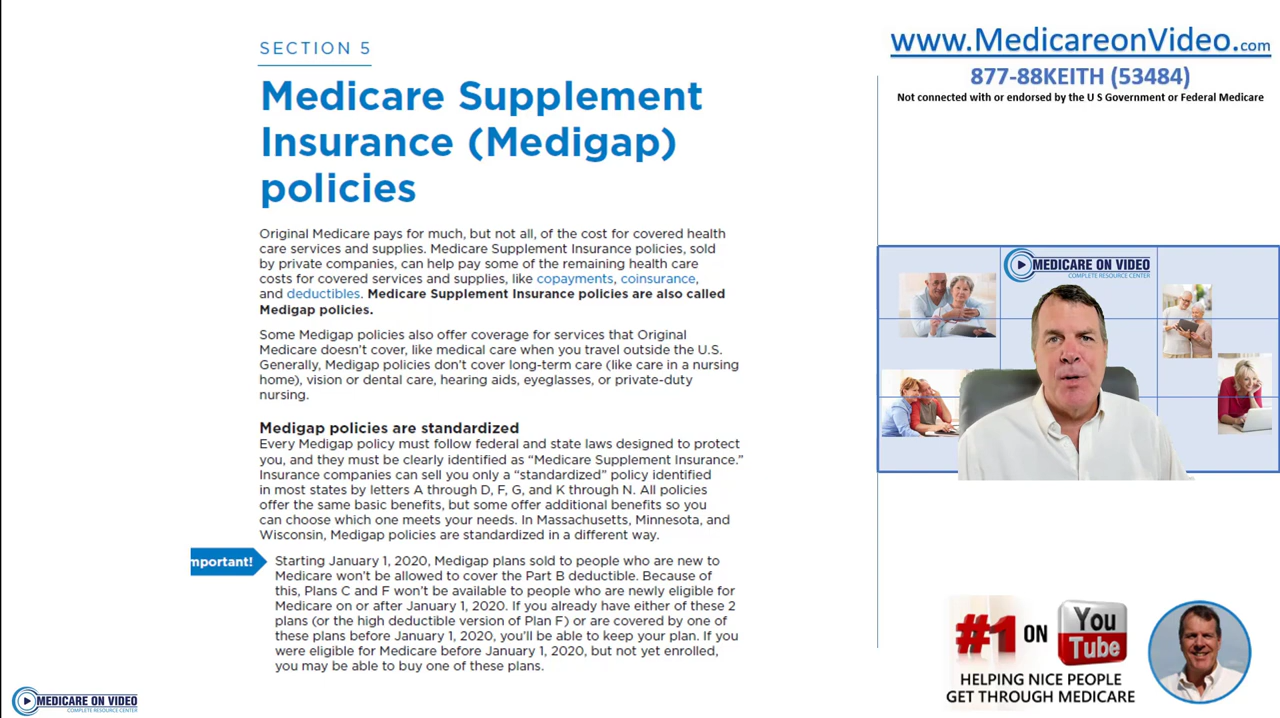 SECTION 5
Medicare Supplement
Insurance (Medigap)
policies
Original Medicare pays for much, but not all, of the cost for covered health
care services and supplies. Medicare Supplement Insurance policies, sold
by private companies, can help pay some of the remaining health care
costs for covered services and supplies, like copayments, coinsurance,
and deductibles. Medicare Supplement Insurance policies are also called
Medigap policies.
Some Medigap policies also offer coverage for services that Original
Medicare doesn't cover, like medical care when you travel outside the U.S.
Generally, Medigap policies don't cover long-term care (like care in a nursing
home), vision or dental care, hearing aids, eyeglasses, or private-duty
nursing.
Medigap policies are standardized
Every Medigap policy must follow federal and state laws designed to protect
you, and they must be clearly identified as “Medicare Supplement Insurance.”
Insurance companies can sell you only a “standardized” policy identified
in most states by letters A through D, F, G, and K through N. All policies
offer the same basic benefits, but some offer additional benefits so you
can choose which one meets your needs. In Massachusetts, Minnesota, and
Wisconsin, Medigap policies are standardized in a different way.
mportant!
Starting January 1, 2020, Medigap plans sold to people who are new to
Medicare won't be allowed to cover the Part B deductible. Because of
this, Plans C and F won't be available to people who are newly eligible for
Medicare on or after January 1, 2020. If you already have either of these 2
plans (or the high deductible version of Plan F) or are covered by one of
these plans before January 1, 2020, you'll be able to keep your plan. If you
were eligible for Medicare before January 1, 2020, but not yet enrolled,
you may be able to buy one of these plans.
MEDICARE ON VIDEO
COMPLETE RESOURCE CENTER
www.MedicareonVideo.com
877-88KEITH (53484)
Not connected with or endorsed by the U S Government or Federal Medicare
MEDICARE ON VIDEO
COMPLETE RESOURCE CENTER
#1 ON You
Tube
HELPING NICE PEOPLE
GET THROUGH MEDICARE